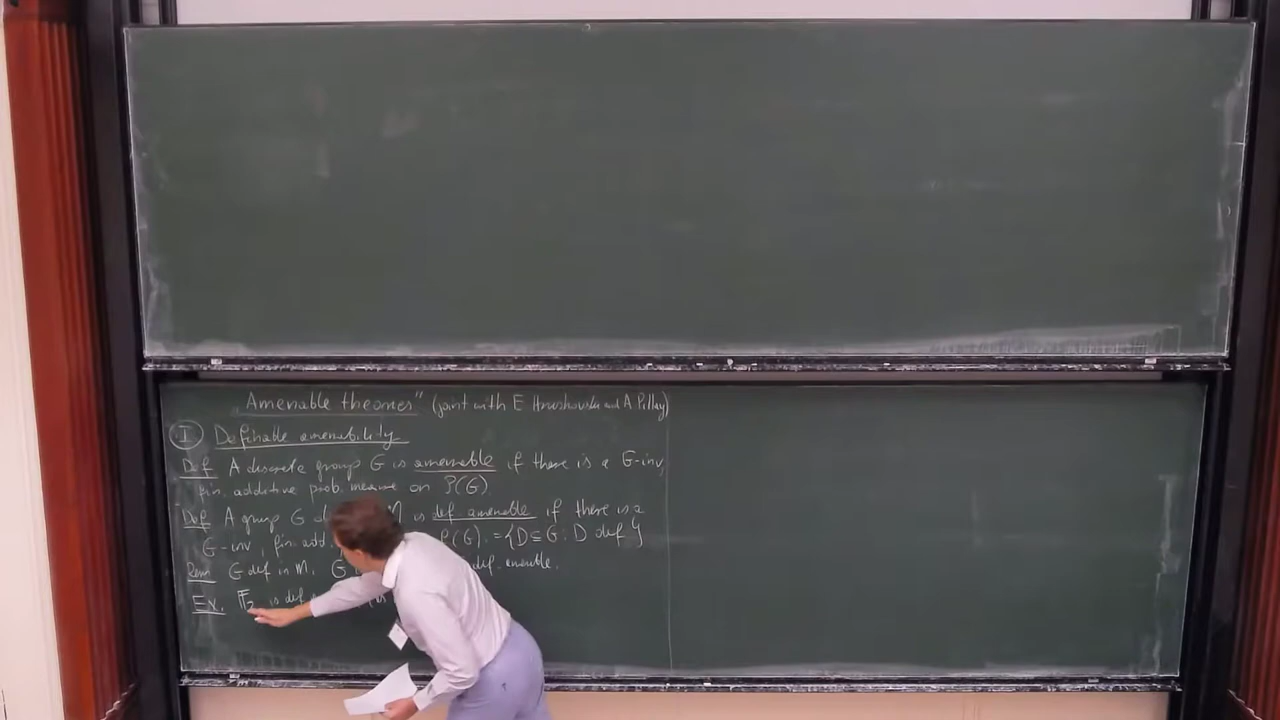 „Amenable theories" (joint with E Hrushovski and A Pillay)
I Definable amenability
Def A discrete group G is amenable if there is a G-inv,
fin. additive prob. measure on P(G)
Def A group G d M is def amenable if there is a
G-inv, fin. add. P(G) = {D ⊆ G : D def}
Rem G def in M. G def. amenable.
Ex. F₂ is def